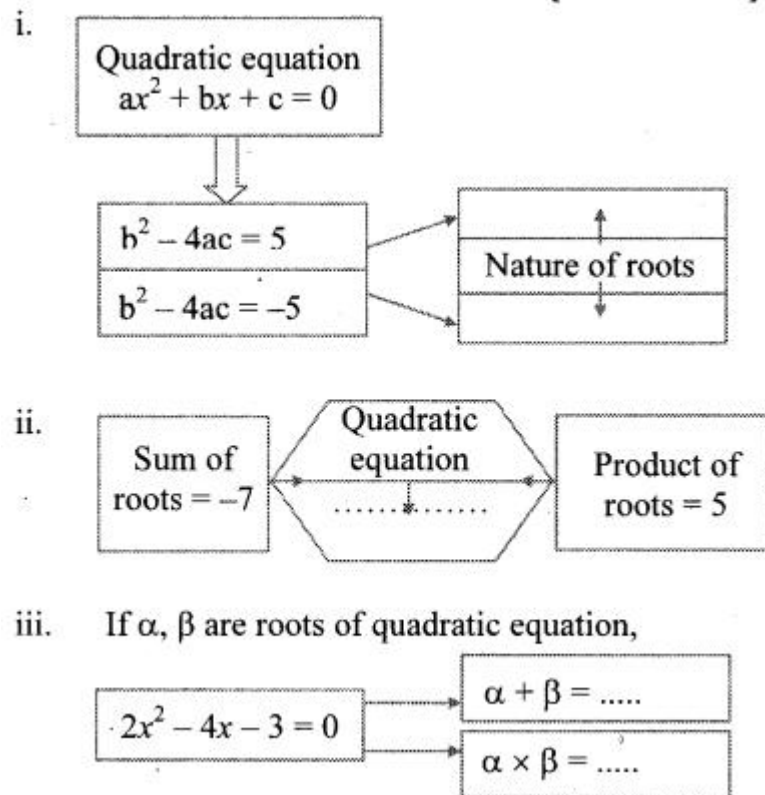 i.
Quadratic equation
ax² + bx + c = 0
b² – 4ac = 5
b² – 4ac = –5
Nature of roots
ii.
Sum of
roots = –7
Quadratic
equation
. . . . . . . . . . . . .
Product of
roots = 5
iii. If α, β are roots of quadratic equation,
2x² – 4x – 3 = 0
α + β = .....
α × β = .....